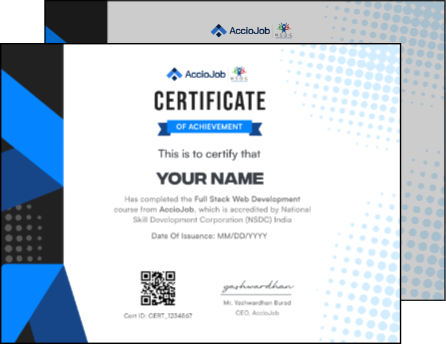 AccioJob
AccioJob
CERTIFICATE
OF ACHIEVEMENT
This is to certify that
YOUR NAME
Has completed the Full Stack Web Development
course from AccioJob, which is accredited by National
Skill Development Corporation (NSDC) India
Date Of Issuance: MM/DD/YYYY
yashwardhan
Mr. Yashwardhan Burad
CEO, AccioJob
Cert ID: CERT_1234567